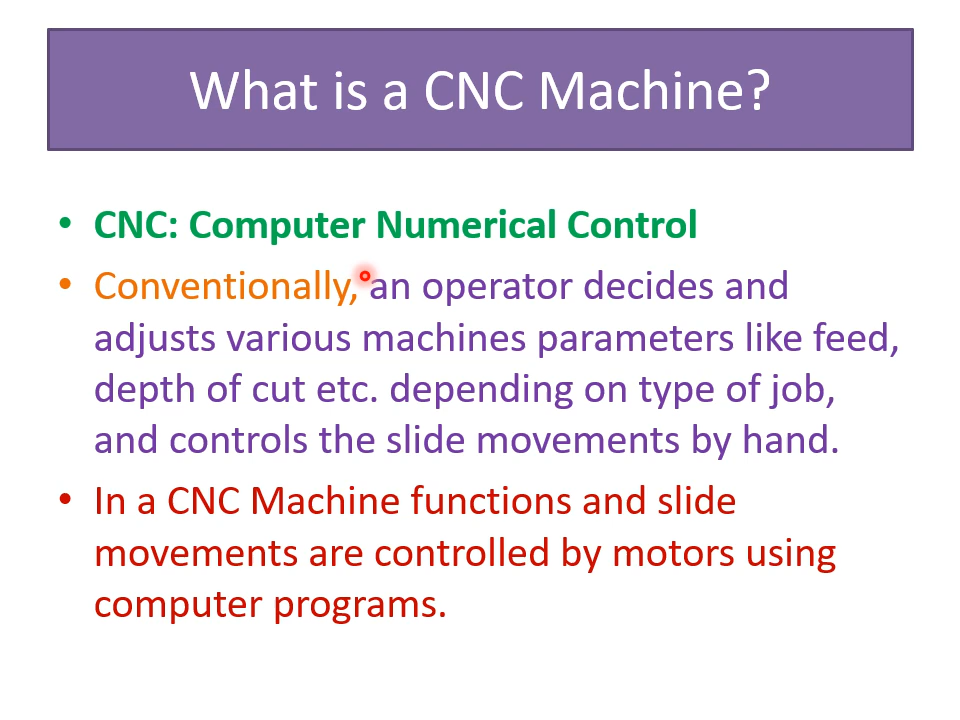 What is a CNC Machine?
• CNC: Computer Numerical Control
• Conventionally, an operator decides and
adjusts various machines parameters like feed,
depth of cut etc. depending on type of job,
and controls the slide movements by hand.
• In a CNC Machine functions and slide
movements are controlled by motors using
computer programs.